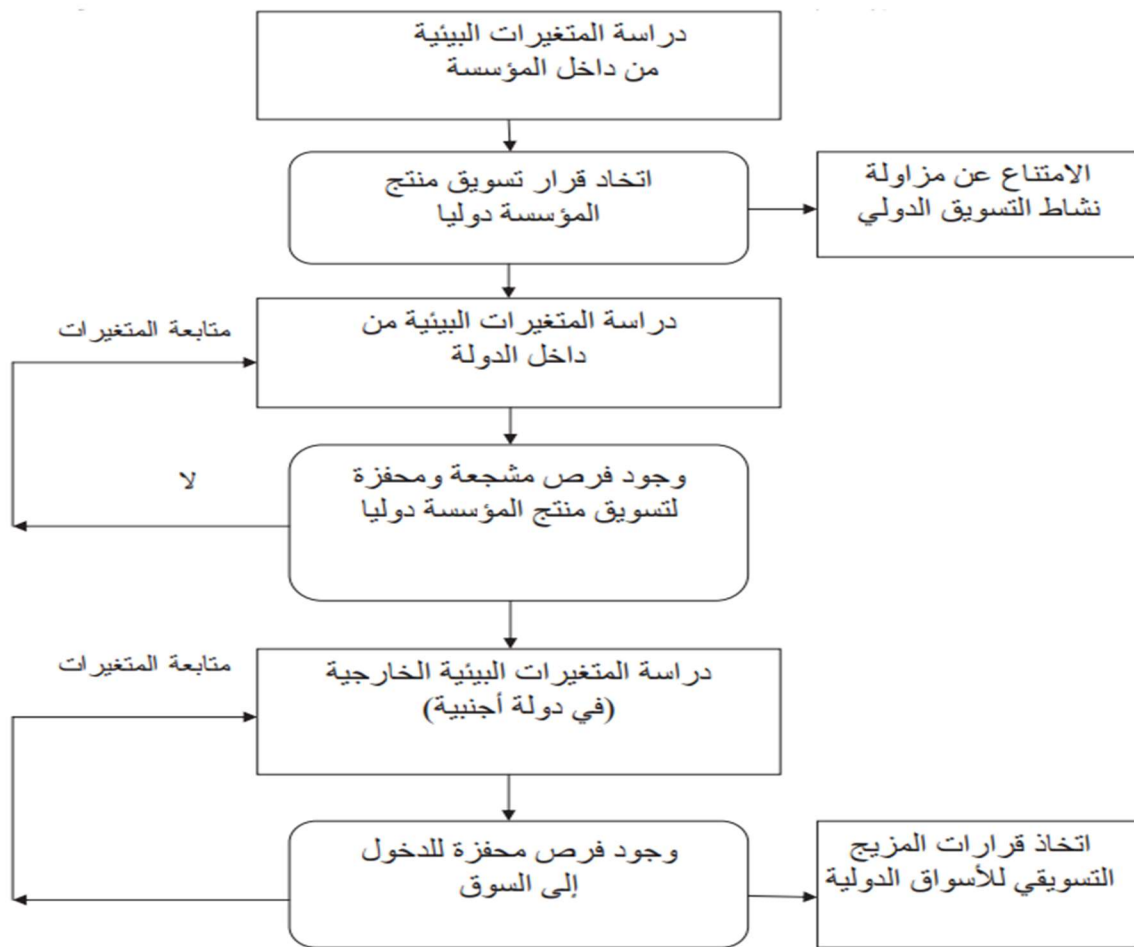 دراسة المتغيرات البيئية
من داخل المؤسسة
اتخاد قرار تسويق منتج
المؤسسة دوليا
الامتناع عن مزاولة
نشاط التسويق الدولي
دراسة المتغيرات البيئية من
داخل الدولة
متابعة المتغيرات
وجود فرص مشجعة ومحفزة
لتسويق منتج المؤسسة دوليا
لا
دراسة المتغيرات البيئية الخارجية
(في دولة أجنبية)
متابعة المتغيرات
وجود فرص محفزة للدخول
إلى السوق
اتخاذ قرارات المزيج
التسويقي للأسواق الدولية